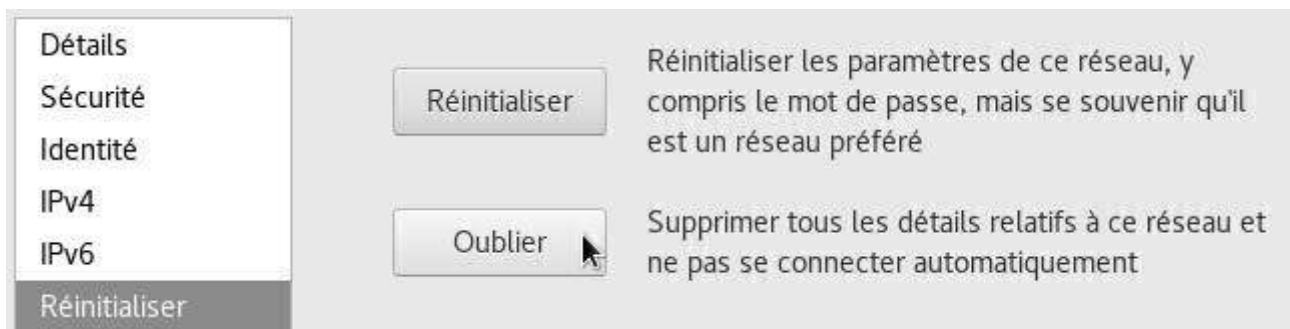 Détails
Sécurité
Identité
IPv4
IPv6
Réinitialiser
Réinitialiser
Réinitialiser les paramètres de ce réseau, y
compris le mot de passe, mais se souvenir qu'il
est un réseau préféré
Oublier
Supprimer tous les détails relatifs à ce réseau et
ne pas se connecter automatiquement